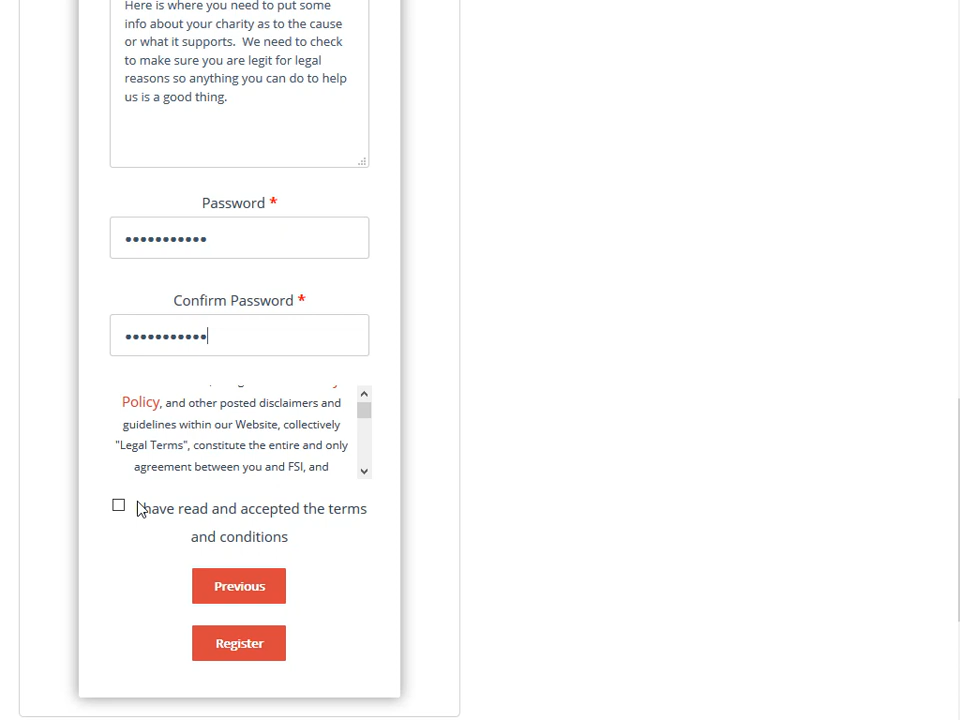 Here is where you need to put some
info about your charity as to the cause
or what it supports.  We need to check
to make sure you are legit for legal
reasons so anything you can do to help
us is a good thing.
Password *
•••••••••••
Confirm Password *
•••••••••••
Policy, and other posted disclaimers and
guidelines within our Website, collectively
"Legal Terms", constitute the entire and only
agreement between you and FSI, and
I have read and accepted the terms
and conditions
Previous
Register